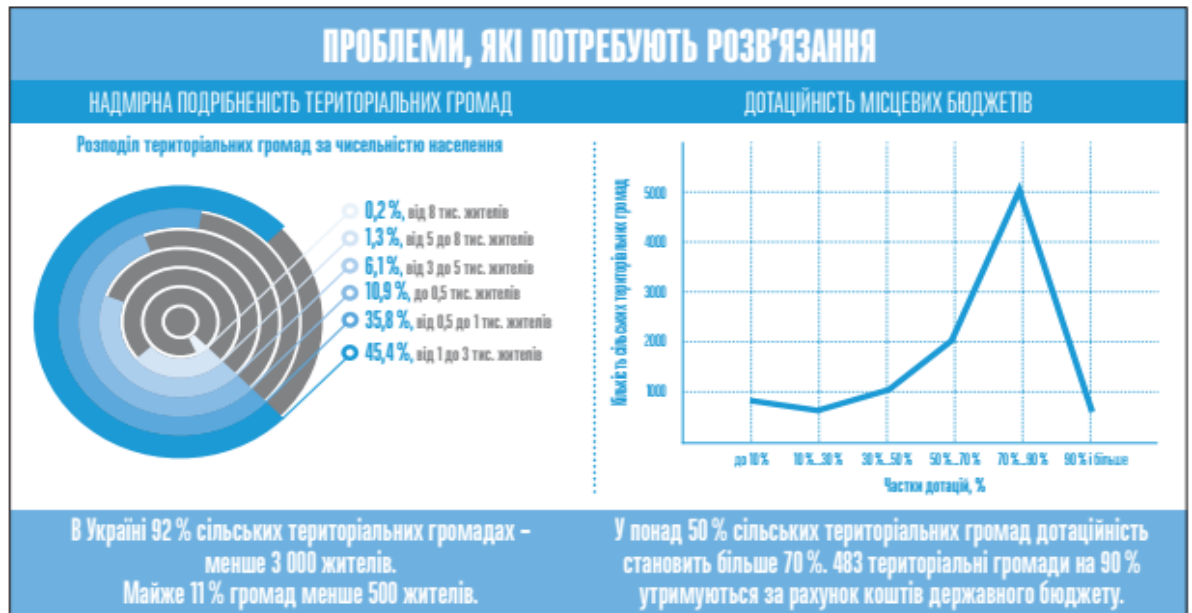 ПРОБЛЕМИ, ЯКІ ПОТРЕБУЮТЬ РОЗВ'ЯЗАННЯ
НАДМІРНА ПОДРІБНЕНІСТЬ ТЕРИТОРІАЛЬНИХ ГРОМАД
Розподіл територіальних громад за чисельністю населення
0,2 %, від 8 тис. жителів
1,3 %, від 5 до 8 тис. жителів
6,1 %, від 3 до 5 тис. жителів
10,9 %, до 0,5 тис. жителів
35,8 %, від 0,5 до 1 тис. жителів
45,4 %, від 1 до 3 тис. жителів
В Україні 92 % сільських територіальних громадах –
менше 3 000 жителів.
Майже 11 % громад менше 500 жителів.
ДОТАЦІЙНІСТЬ МІСЦЕВИХ БЮДЖЕТІВ
Кількість сільських територіальних громад
5000
4000
3000
2000
1000
до 10 % 10 %...30 % 30 %...50 % 50 %...70 % 70 %...90 % 90 % і більше
Частки дотацій, %
У понад 50 % сільських територіальних громад дотаційність
становить більше 70 %. 483 територіальні громади на 90 %
утримуються за рахунок коштів державного бюджету.